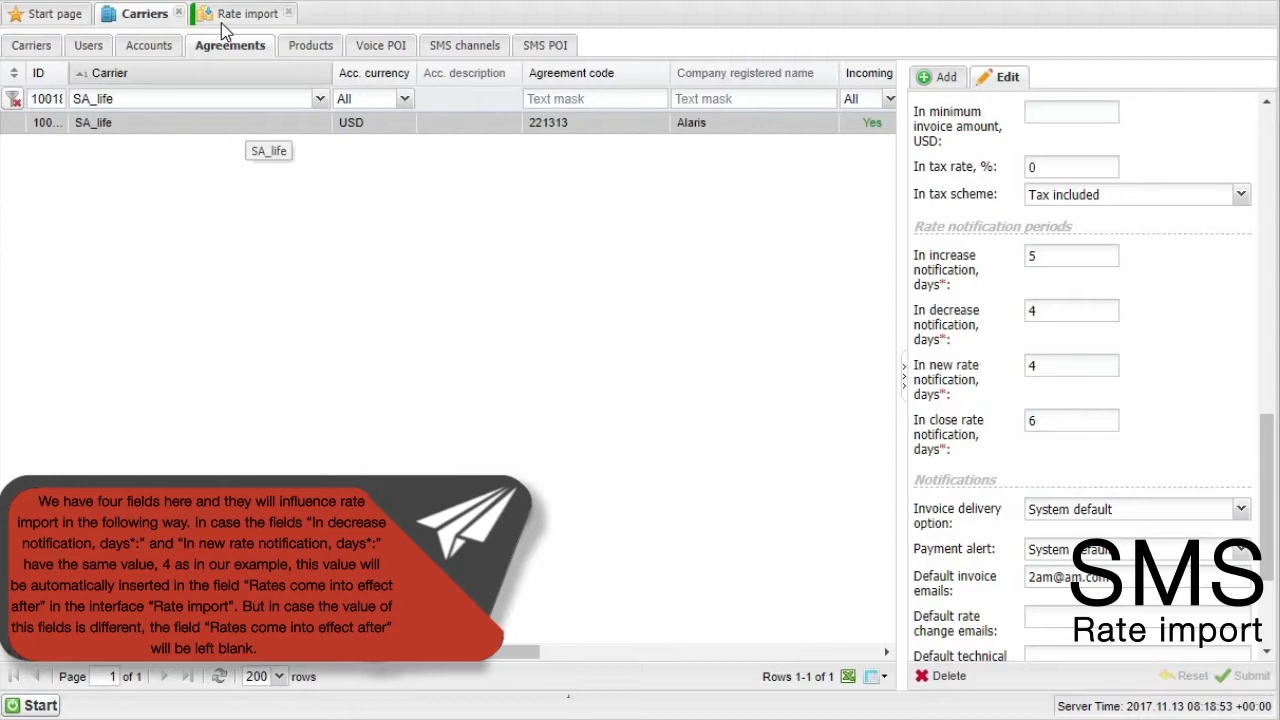 Start page
Carriers
Rate import
Carriers
Users
Accounts
Agreements
Products
Voice POI
SMS channels
SMS POI
ID
1
Carrier
Acc. currency
Acc. description
Agreement code
Company registered name
Incoming
SA_life
All
Text mask
Text mask
All
100...
SA_life
USD
221313
Alaris
Yes
SA_life
Add
Edit
In minimum
invoice amount,
USD:
In tax rate, %:
0
In tax scheme:
Tax included
Rate notification periods
In increase
notification,
days*:
5
In decrease
notification,
days*:
4
In new rate
notification,
days*:
4
In close rate
notification,
days*:
6
Notifications
Invoice delivery
option:
System default
Payment alert:
System default
Default invoice
emails:
2am@am.com
Default rate
change emails:
Default technical
We have four fields here and they will influence rate
import in the following way. In case the fields “In decrease
notification, days*:” and “In new rate notification, days*:”
have the same value, 4 as in our example, this value will
be automatically inserted in the field “Rates come into effect
after” in the interface “Rate import”. But in case the value of
this fields is different, the field “Rates come into effect after”
will be left blank.
SMS
Rate import
Page
1
of 1
200
rows
Rows 1-1 of 1
Delete
Reset
Submit
Start
Server Time: 2017.11.13 08:18:53 +00:00